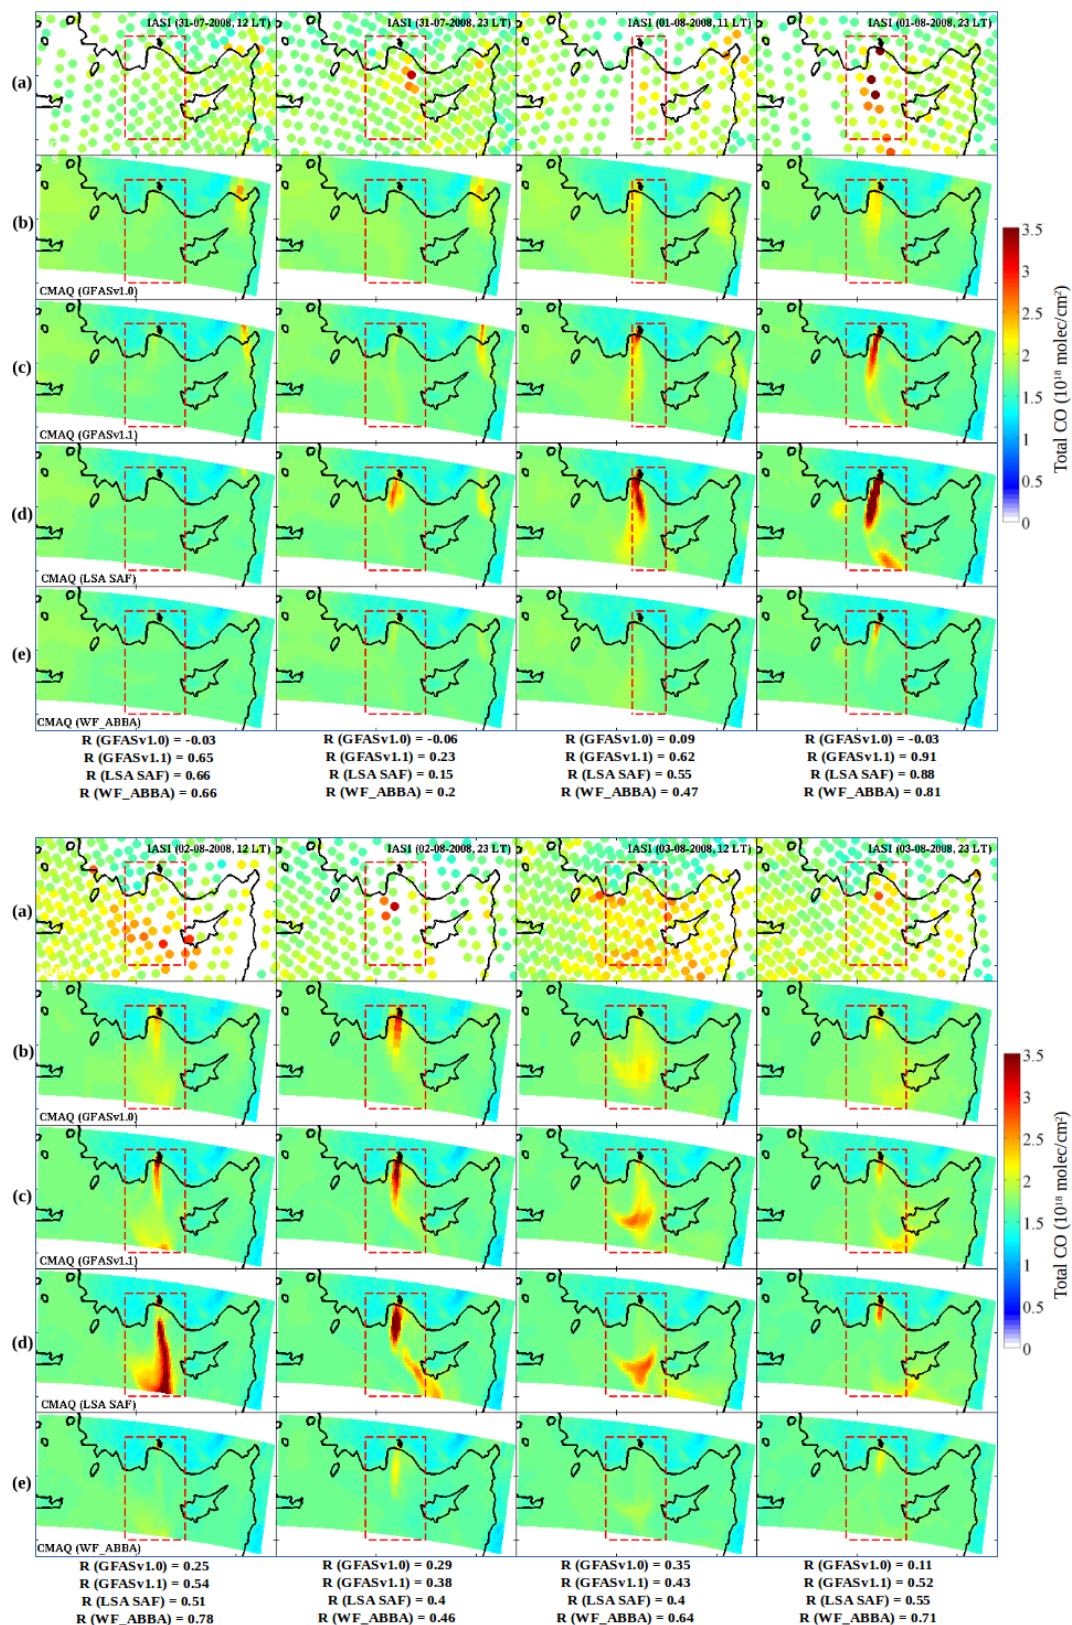 IASI (31-07-2008, 12 LT)
IASI (31-07-2008, 23 LT)
IASI (01-08-2008, 11 LT)
IASI (01-08-2008, 23 LT)
(a)
(b)
CMAQ (GFASv1.0)
(c)
CMAQ (GFASv1.1)
(d)
CMAQ (LSA SAF)
(e)
CMAQ (WF_ABBA)
3.5
3
2.5
2
1.5
1
0.5
0
Total CO (10¹⁸ molec/cm²)
R (GFASv1.0) = -0.03
R (GFASv1.1) = 0.65
R (LSA SAF) = 0.66
R (WF_ABBA) = 0.66
R (GFASv1.0) = -0.06
R (GFASv1.1) = 0.23
R (LSA SAF) = 0.15
R (WF_ABBA) = 0.2
R (GFASv1.0) = 0.09
R (GFASv1.1) = 0.62
R (LSA SAF) = 0.55
R (WF_ABBA) = 0.47
R (GFASv1.0) = -0.03
R (GFASv1.1) = 0.91
R (LSA SAF) = 0.88
R (WF_ABBA) = 0.81
IASI (02-08-2008, 12 LT)
IASI (02-08-2008, 23 LT)
IASI (03-08-2008, 12 LT)
IASI (03-08-2008, 23 LT)
(a)
(b)
CMAQ (GFASv1.0)
(c)
CMAQ (GFASv1.1)
(d)
CMAQ (LSA SAF)
(e)
CMAQ (WF_ABBA)
3.5
3
2.5
2
1.5
1
0.5
0
Total CO (10¹⁸ molec/cm²)
R (GFASv1.0) = 0.25
R (GFASv1.1) = 0.54
R (LSA SAF) = 0.51
R (WF_ABBA) = 0.78
R (GFASv1.0) = 0.29
R (GFASv1.1) = 0.38
R (LSA SAF) = 0.4
R (WF_ABBA) = 0.46
R (GFASv1.0) = 0.35
R (GFASv1.1) = 0.43
R (LSA SAF) = 0.4
R (WF_ABBA) = 0.64
R (GFASv1.0) = 0.11
R (GFASv1.1) = 0.52
R (LSA SAF) = 0.55
R (WF_ABBA) = 0.71